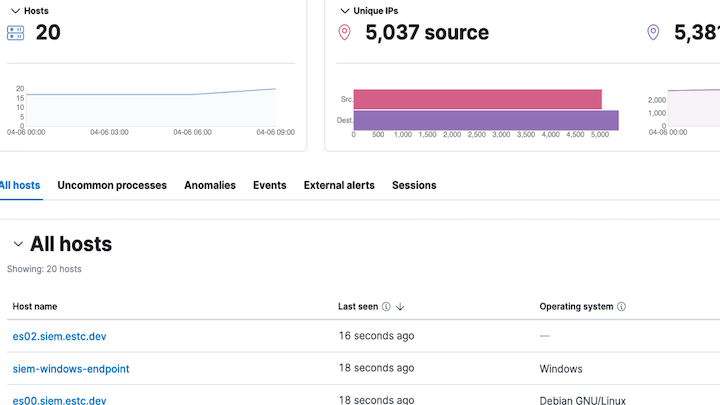 Hosts
20
20
15
10
5
0
04-06 00:00 04-06 03:00 04-06 06:00 04-06 09:00
Unique IPs
5,037 source
Src.
Dest.
0 500 1,000 1,500 2,000 2,500 3,000 3,500 4,000 4,500 5,000
5,381
2,000
1,000
0
04-06 00:00
All hosts Uncommon processes Anomalies Events External alerts Sessions
All hosts
Showing: 20 hosts
Host name Last seen Operating system
es02.siem.estc.dev 16 seconds ago —
siem-windows-endpoint 18 seconds ago Windows
es00.siem.estc.dev 18 seconds ago Debian GNU/Linux